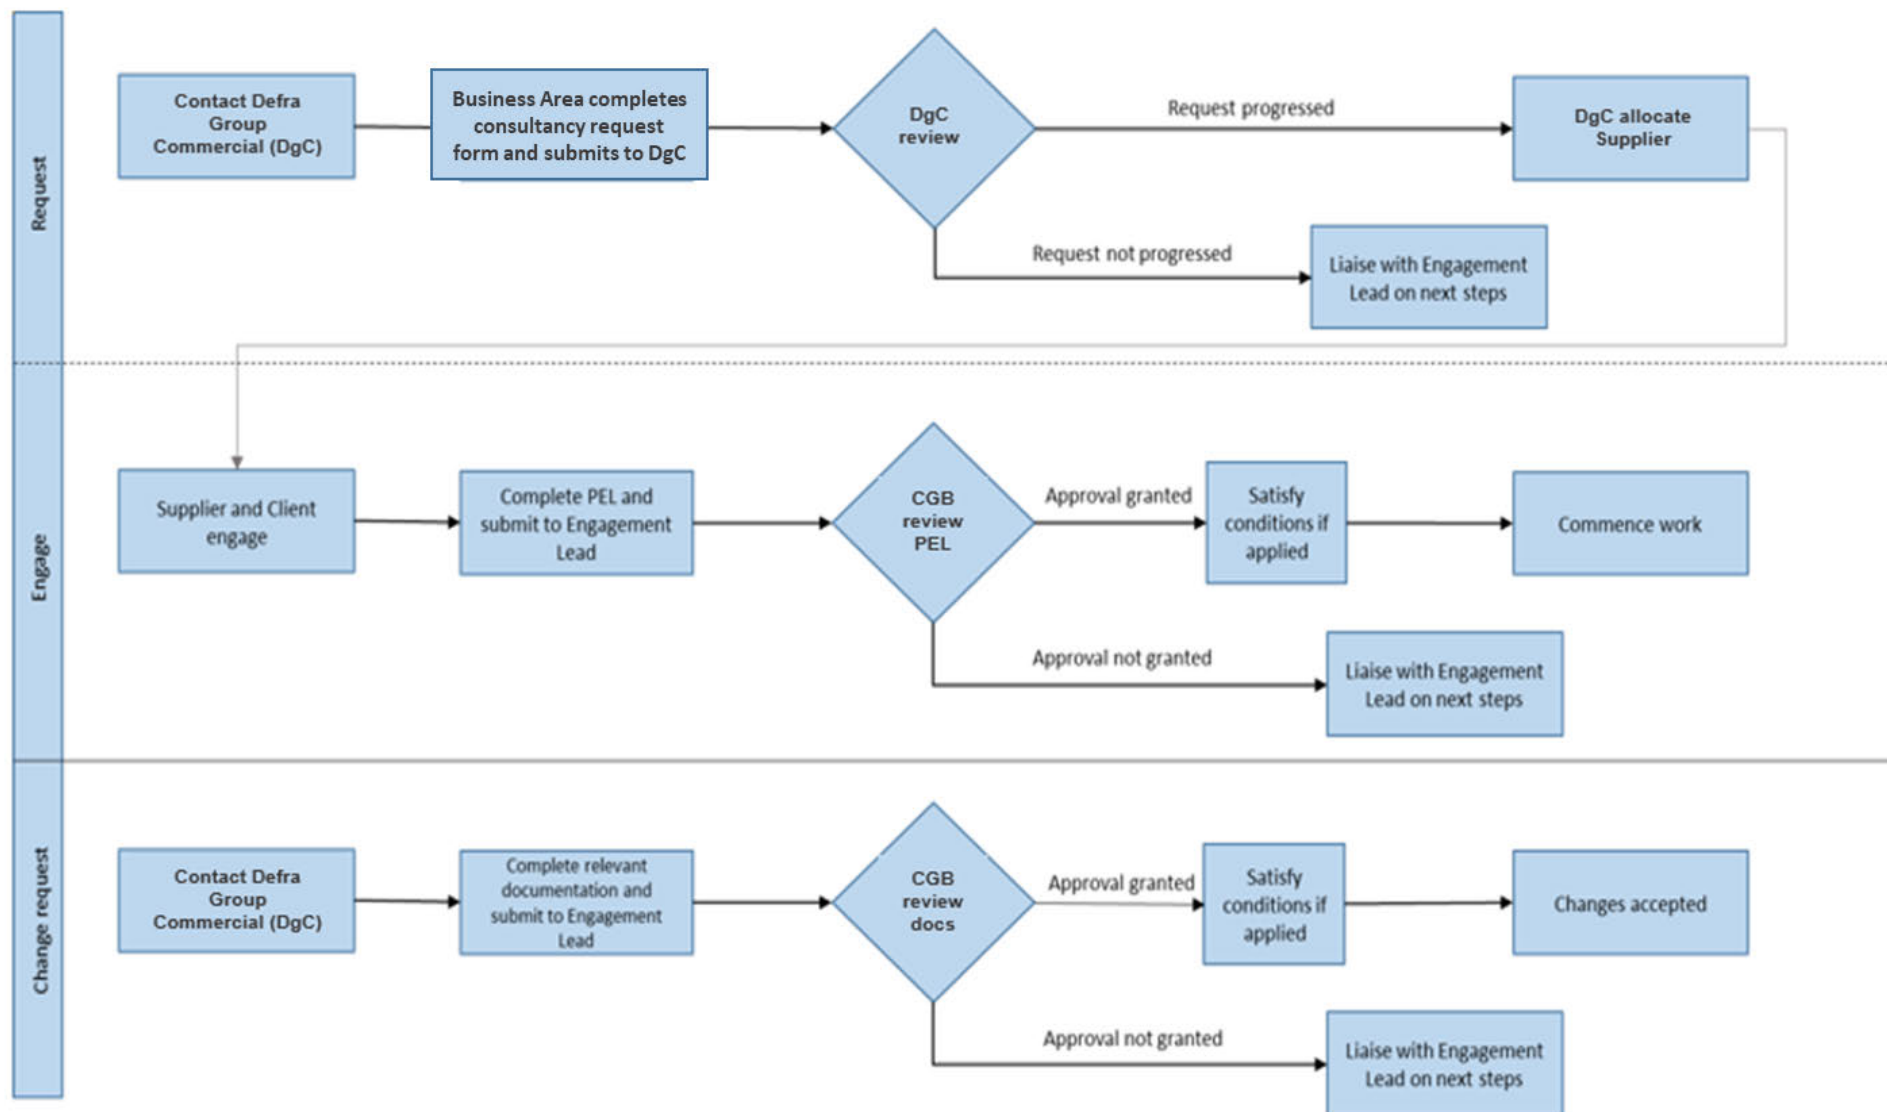 Request
Contact Defra
Group
Commercial (DgC)
Business Area completes
consultancy request
form and submits to DgC
DgC
review
Request progressed
DgC allocate
Supplier
Request not progressed
Liaise with Engagement
Lead on next steps
Engage
Supplier and Client
engage
Complete PEL and
submit to Engagement
Lead
CGB
review
PEL
Approval granted
Satisfy
conditions if
applied
Commence work
Approval not granted
Liaise with Engagement
Lead on next steps
Change request
Contact Defra
Group
Commercial (DgC)
Complete relevant
documentation and
submit to Engagement
Lead
CGB
review
docs
Approval granted
Satisfy
conditions if
applied
Changes accepted
Approval not granted
Liaise with Engagement
Lead on next steps